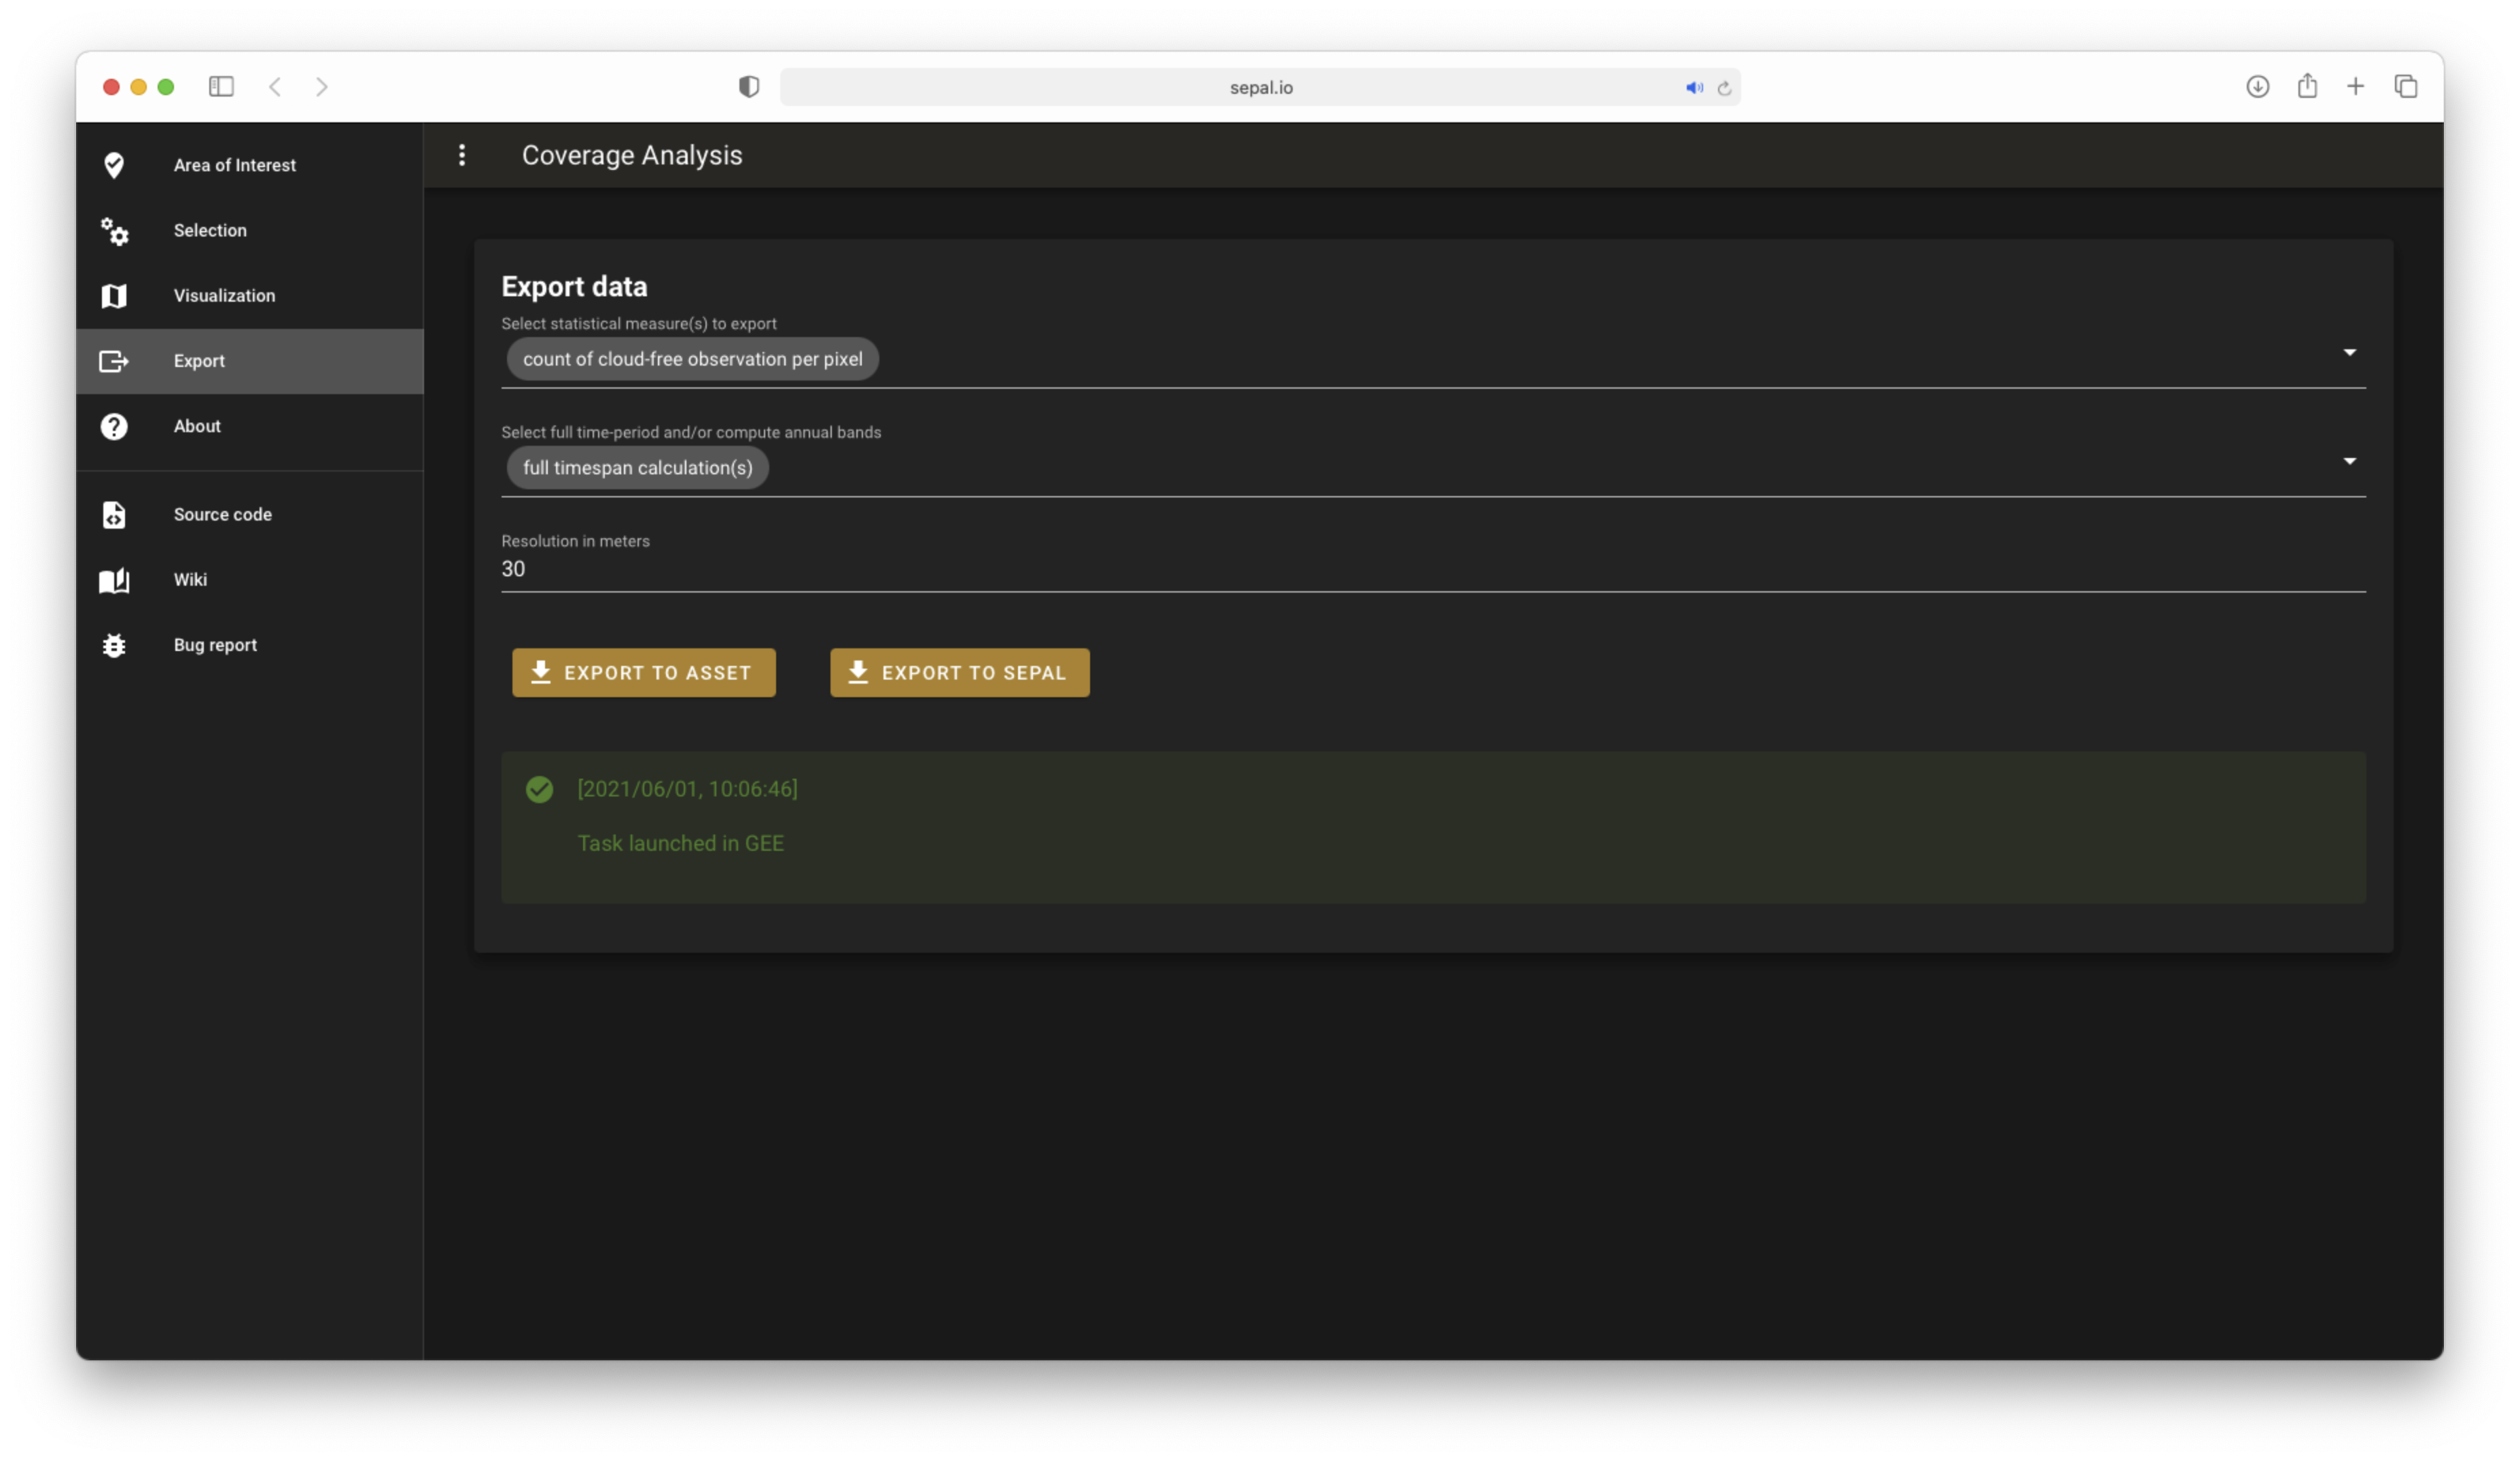 sepal.io
Coverage Analysis
Area of Interest
Selection
Visualization
Export
About
Source code
Wiki
Bug report
Export data
Select statistical measure(s) to export
count of cloud-free observation per pixel
Select full time-period and/or compute annual bands
full timespan calculation(s)
Resolution in meters
30
EXPORT TO ASSET
EXPORT TO SEPAL
[2021/06/01, 10:06:46]
Task launched in GEE